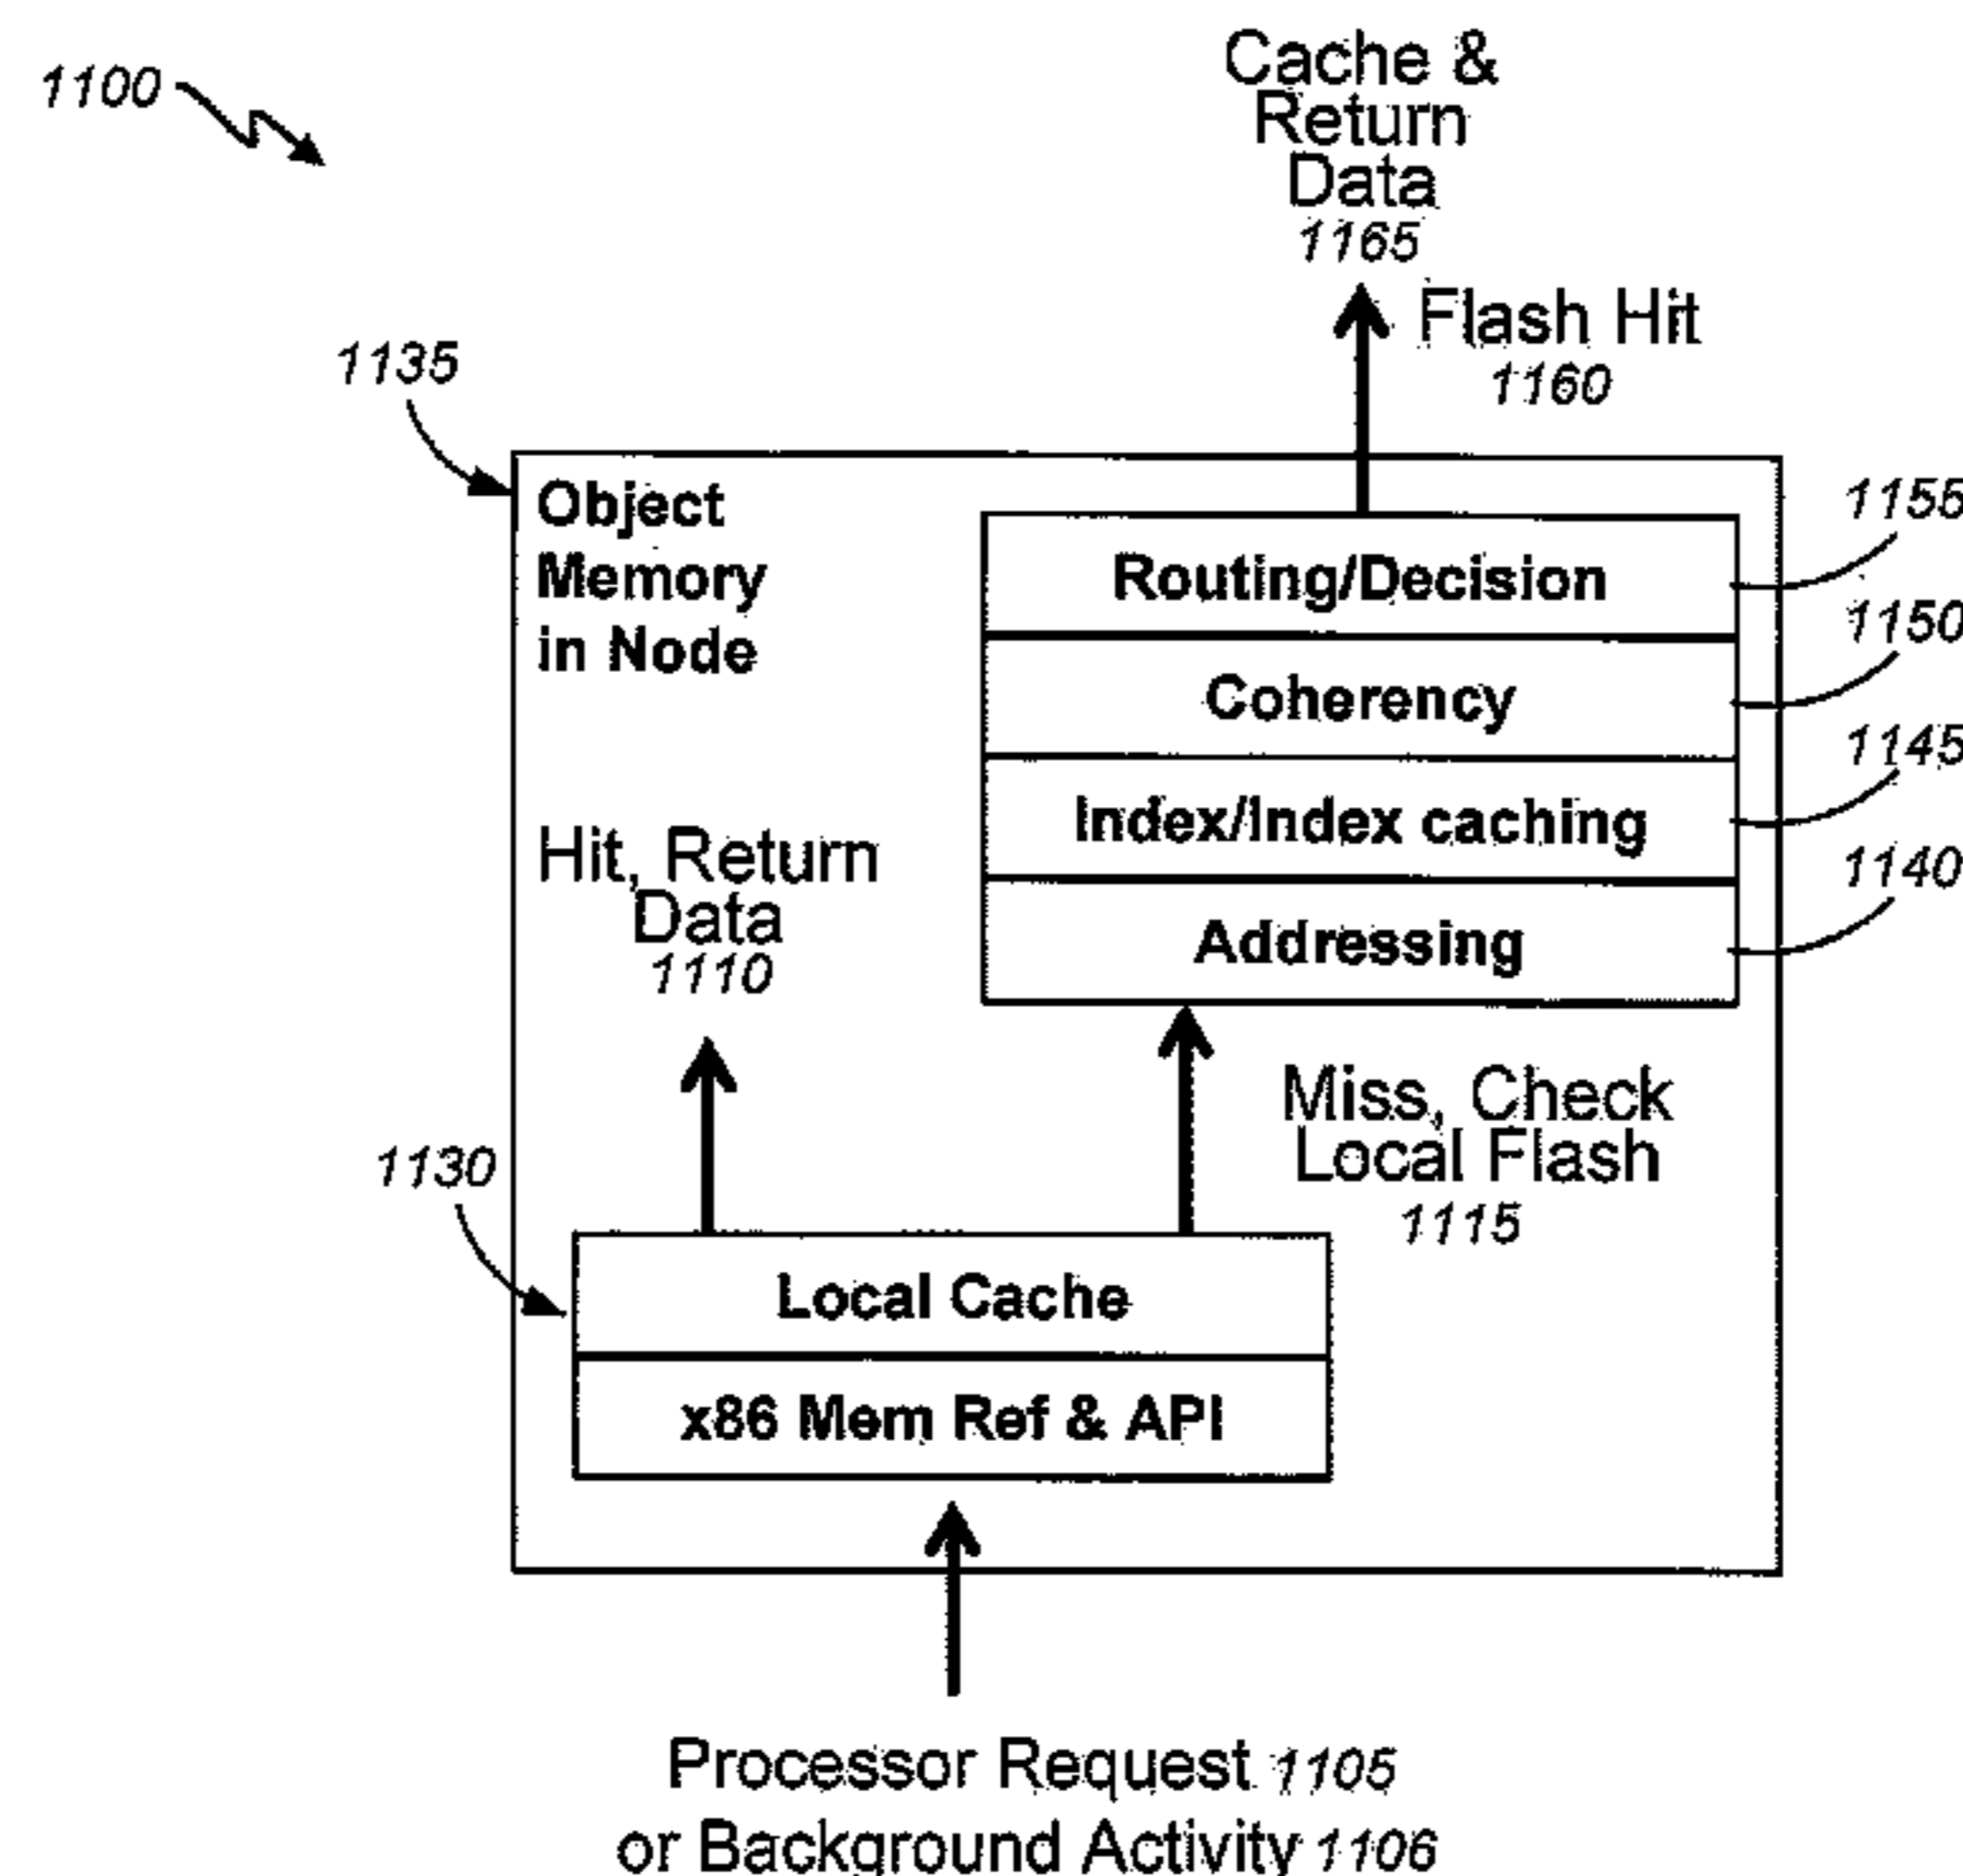 1100
Cache &
Return
Data
1165
Flash Hit
1160
1135
Object
Memory
in Node
Routing/Decision
1155
Coherency
1150
Index/Index caching
1145
Addressing
1140
Hit, Return
Data
1110
Miss, Check
Local Flash
1115
1130
Local Cache
x86 Mem Ref & API
Processor Request 1105
or Background Activity 1106